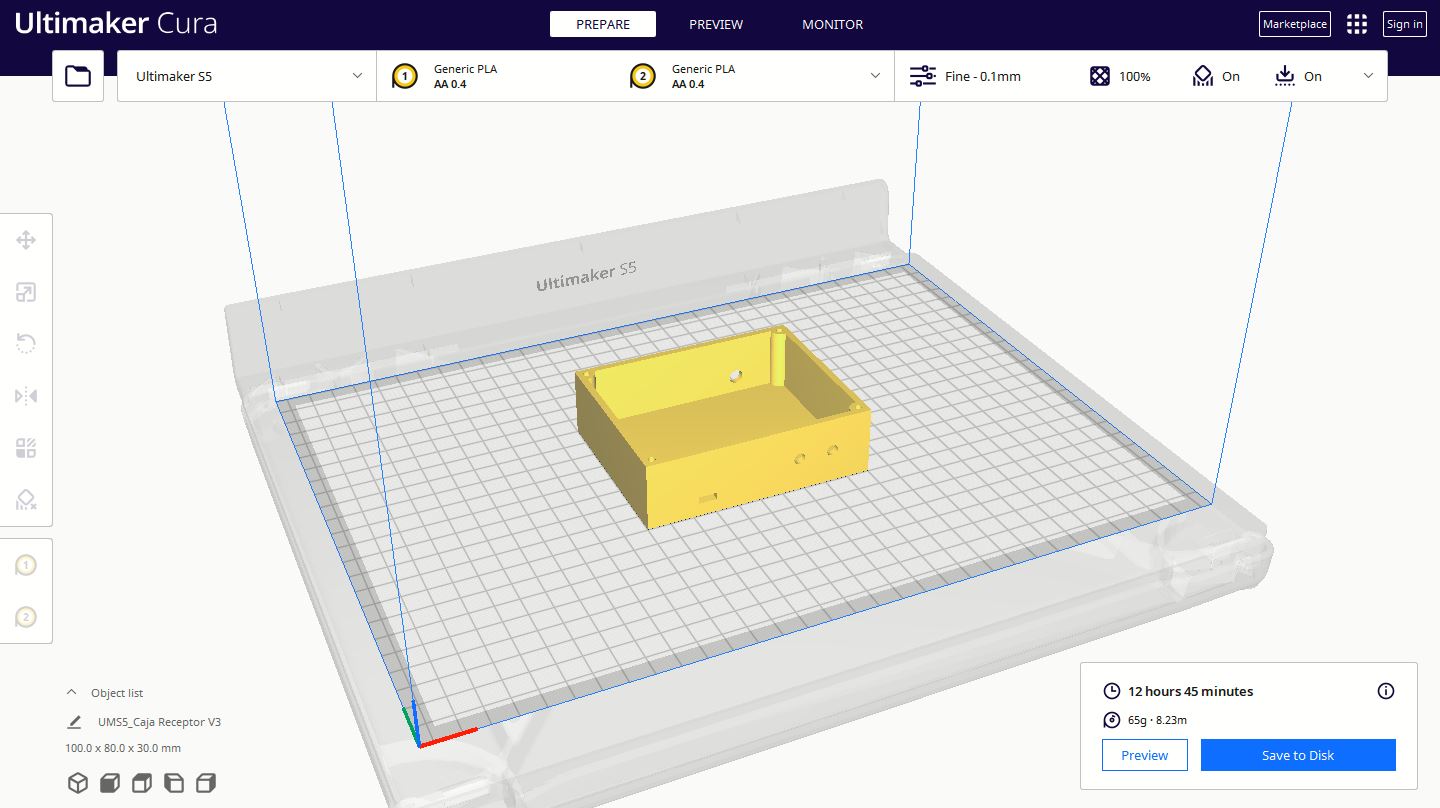 Ultimaker Cura
PREPARE
PREVIEW
MONITOR
Marketplace
Sign in
Ultimaker S5
1
Generic PLA
AA 0.4
2
Generic PLA
AA 0.4
Fine - 0.1mm
100%
On
On
Ultimaker S5
1
2
Object list
UMS5_Caja Receptor V3
100.0 x 80.0 x 30.0 mm
12 hours 45 minutes
65g · 8.23m
Preview
Save to Disk